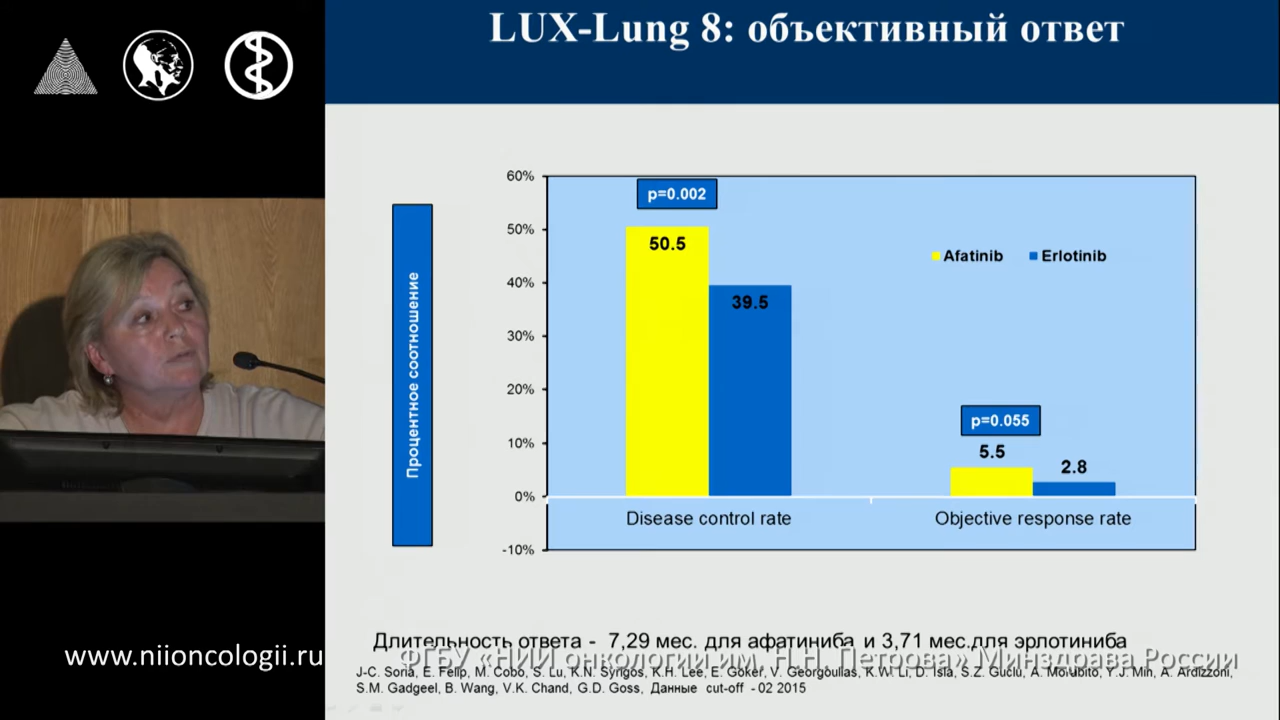 LUX-Lung 8: объективный ответ
60%
50%
40%
30%
20%
10%
0%
-10%
Процентное соотношение
p=0.002
50.5
39.5
Afatinib Erlotinib
p=0.055
5.5
2.8
Disease control rate
Objective response rate
Длительность ответа - 7,29 мес. для афатиниба и 3,71 мес.для эрлотиниба
www.niioncologii.ru
ФГБУ «НИИ онкологии им. Н.Н. Петрова» Минздрава России
J-C. Soria, E. Felip, M. Cobo, S. Lu, K.N. Syrigos, K.H. Lee, E. Göker, V. Georgoulias, K.W. Li, D. Isla, S.Z. Guclu, A. Morabito, Y.J. Min, A. Ardizzoni,
S.M. Gadgeel, B. Wang, V.K. Chand, G.D. Goss, Данные cut-off - 02 2015